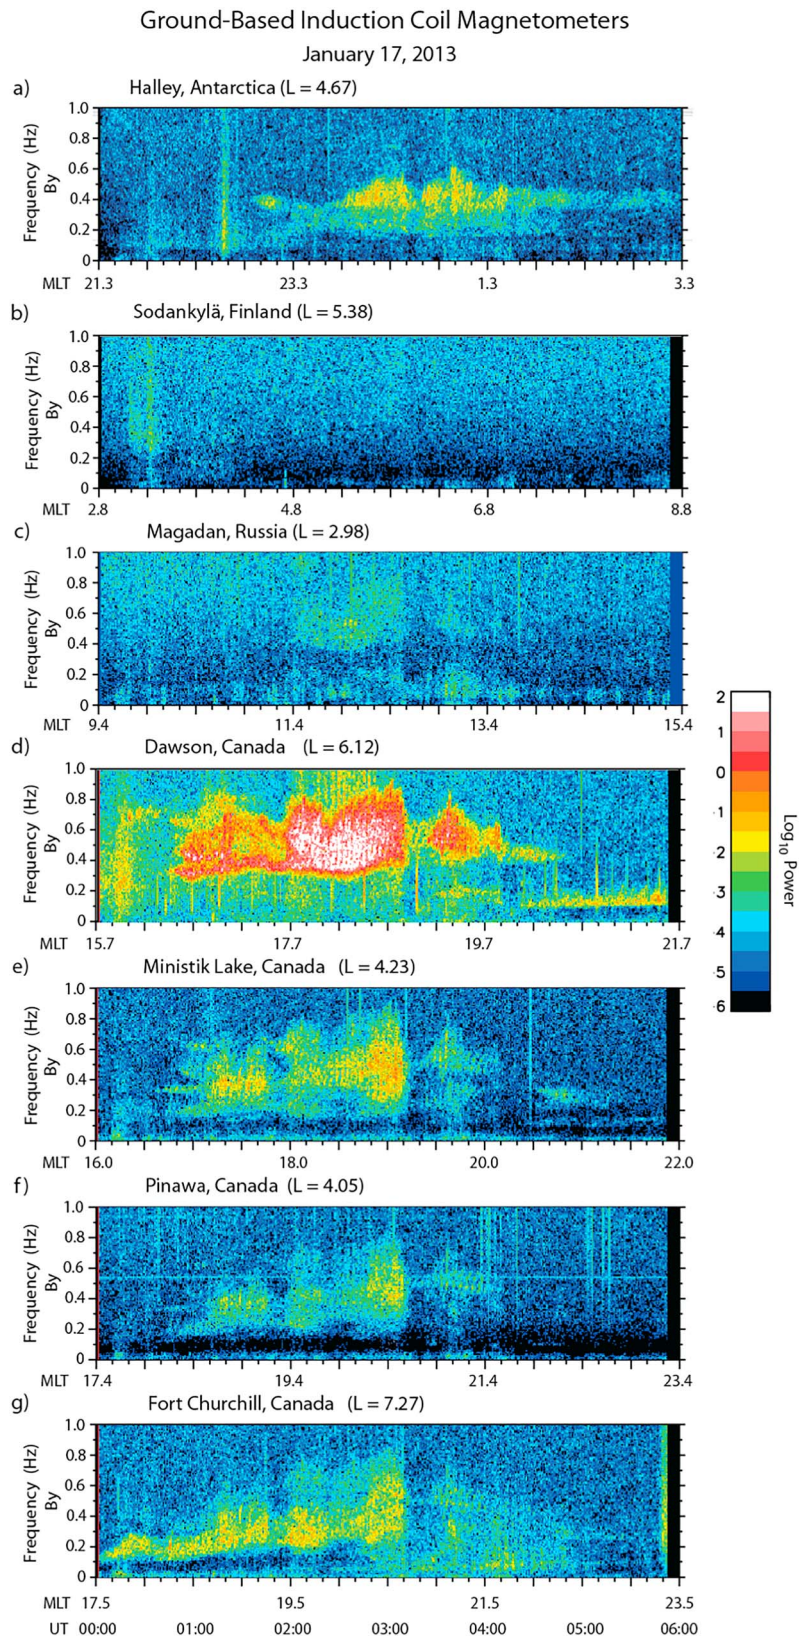 Ground-Based Induction Coil Magnetometers
January 17, 2013
a) Halley, Antarctica (L = 4.67)
Frequency (Hz)
By
1.0
0.8
0.6
0.4
0.2
0
MLT 21.3 23.3 1.3 3.3
b) Sodankylä, Finland (L = 5.38)
Frequency (Hz)
By
1.0
0.8
0.6
0.4
0.2
0
MLT 2.8 4.8 6.8 8.8
c) Magadan, Russia (L = 2.98)
Frequency (Hz)
By
1.0
0.8
0.6
0.4
0.2
0
MLT 9.4 11.4 13.4 15.4
d) Dawson, Canada (L = 6.12)
Frequency (Hz)
By
1.0
0.8
0.6
0.4
0.2
0
MLT 15.7 17.7 19.7 21.7
2
1
0
-1
-2
-3
-4
-5
-6
Log10 Power
e) Ministik Lake, Canada (L = 4.23)
Frequency (Hz)
By
1.0
0.8
0.6
0.4
0.2
0
MLT 16.0 18.0 20.0 22.0
f) Pinawa, Canada (L = 4.05)
Frequency (Hz)
By
1.0
0.8
0.6
0.4
0.2
0
MLT 17.4 19.4 21.4 23.4
g) Fort Churchill, Canada (L = 7.27)
Frequency (Hz)
By
1.0
0.8
0.6
0.4
0.2
0
MLT 17.5 19.5 21.5 23.5
UT 00:00 01:00 02:00 03:00 04:00 05:00 06:00